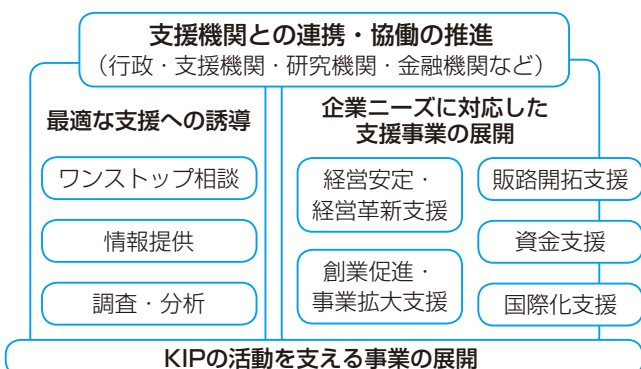 支援機関との連携・協働の推進
（行政・支援機関・研究機関・金融機関など）
最適な支援への誘導
ワンストップ相談
情報提供
調査・分析
企業ニーズに対応した
支援事業の展開
経営安定・
経営革新支援
創業促進・
事業拡大支援
販路開拓支援
資金支援
国際化支援
KIPの活動を支える事業の展開